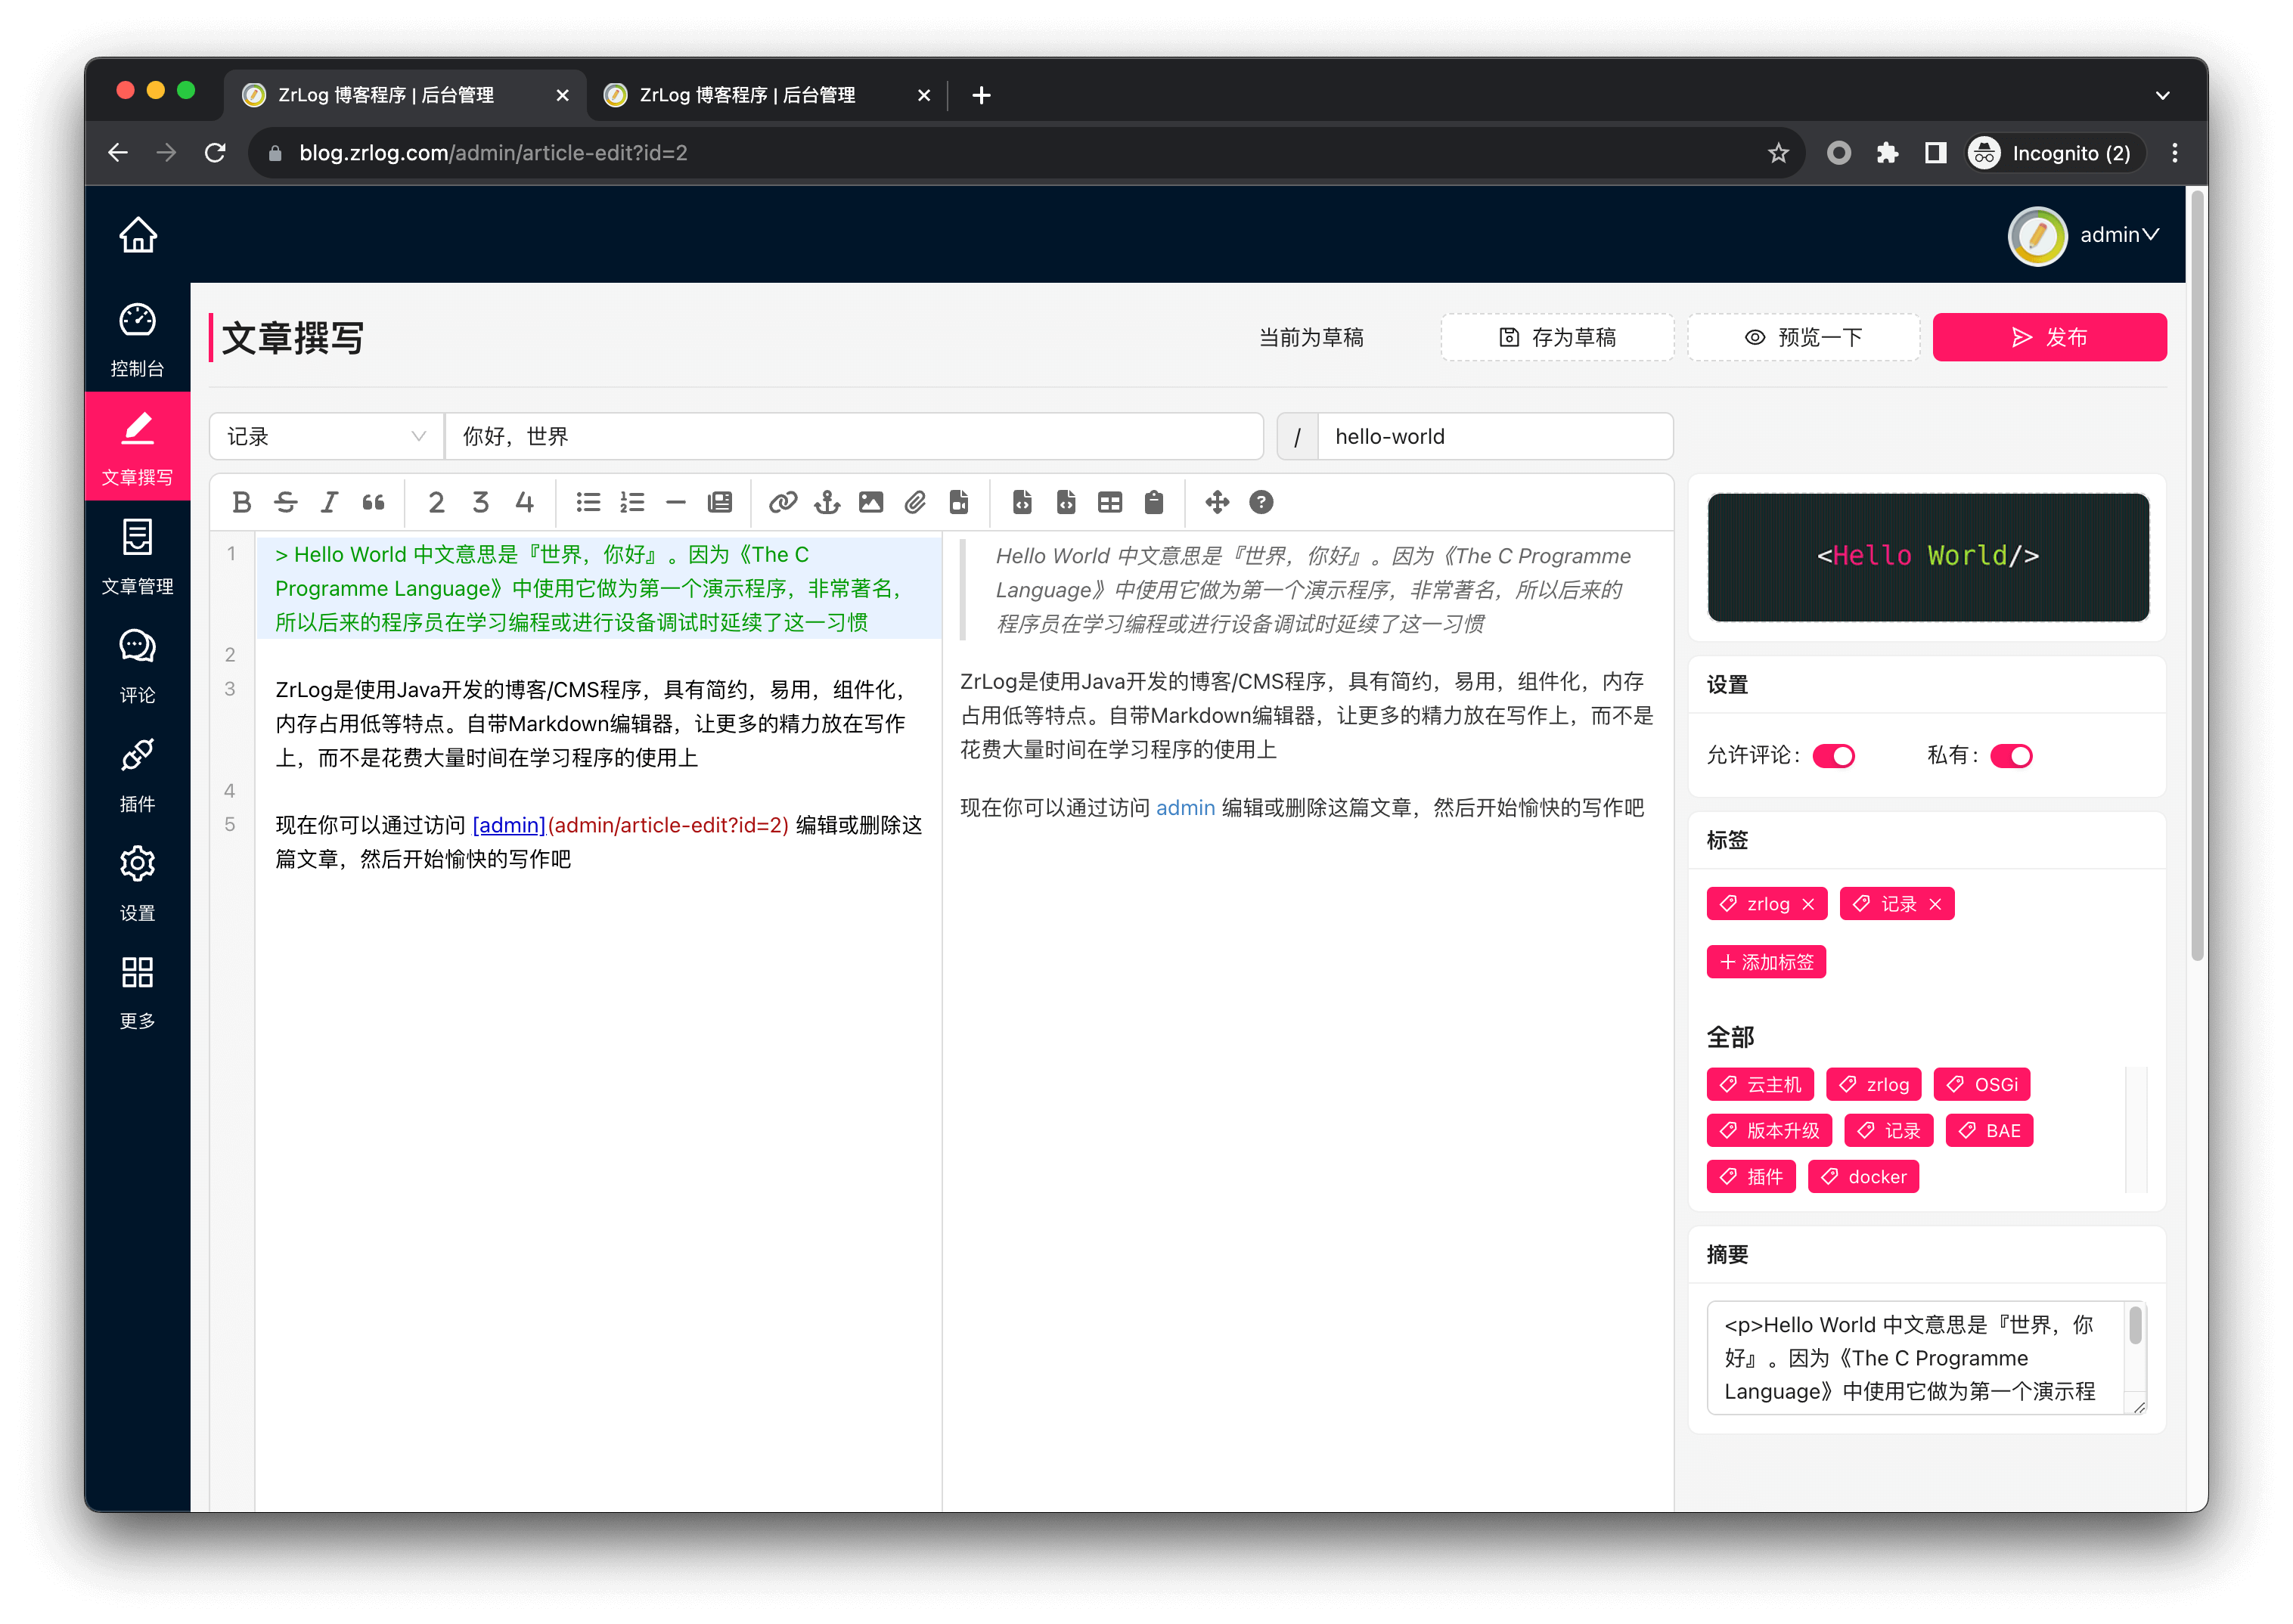 ZrLog 博客程序 | 后台管理
ZrLog 博客程序 | 后台管理
blog.zrlog.com/admin/article-edit?id=2
Incognito (2)
admin
控制台
文章撰写
文章管理
评论
插件
设置
更多
文章撰写
当前为草稿
存为草稿
预览一下
发布
记录
你好，世界
/
hello-world
B S I 2 3 4
1
> Hello World 中文意思是『世界，你好』。因为《The C
Programme Language》中使用它做为第一个演示程序，非常著名，
所以后来的程序员在学习编程或进行设备调试时延续了这一习惯
2
3
ZrLog是使用Java开发的博客/CMS程序，具有简约，易用，组件化，
内存占用低等特点。自带Markdown编辑器，让更多的精力放在写作
上，而不是花费大量时间在学习程序的使用上
4
5
现在你可以通过访问 [admin](admin/article-edit?id=2) 编辑或删除这
篇文章，然后开始愉快的写作吧
Hello World 中文意思是『世界，你好』。因为《The C Programme
Language》中使用它做为第一个演示程序，非常著名，所以后来的
程序员在学习编程或进行设备调试时延续了这一习惯
ZrLog是使用Java开发的博客/CMS程序，具有简约，易用，组件化，内存
占用低等特点。自带Markdown编辑器，让更多的精力放在写作上，而不是
花费大量时间在学习程序的使用上
现在你可以通过访问 admin 编辑或删除这篇文章，然后开始愉快的写作吧
<Hello World/>
设置
允许评论：
私有：
标签
zrlog
记录
添加标签
全部
云主机
zrlog
OSGi
版本升级
记录
BAE
插件
docker
摘要
<p>Hello World 中文意思是『世界，你
好』。因为《The C Programme
Language》中使用它做为第一个演示程